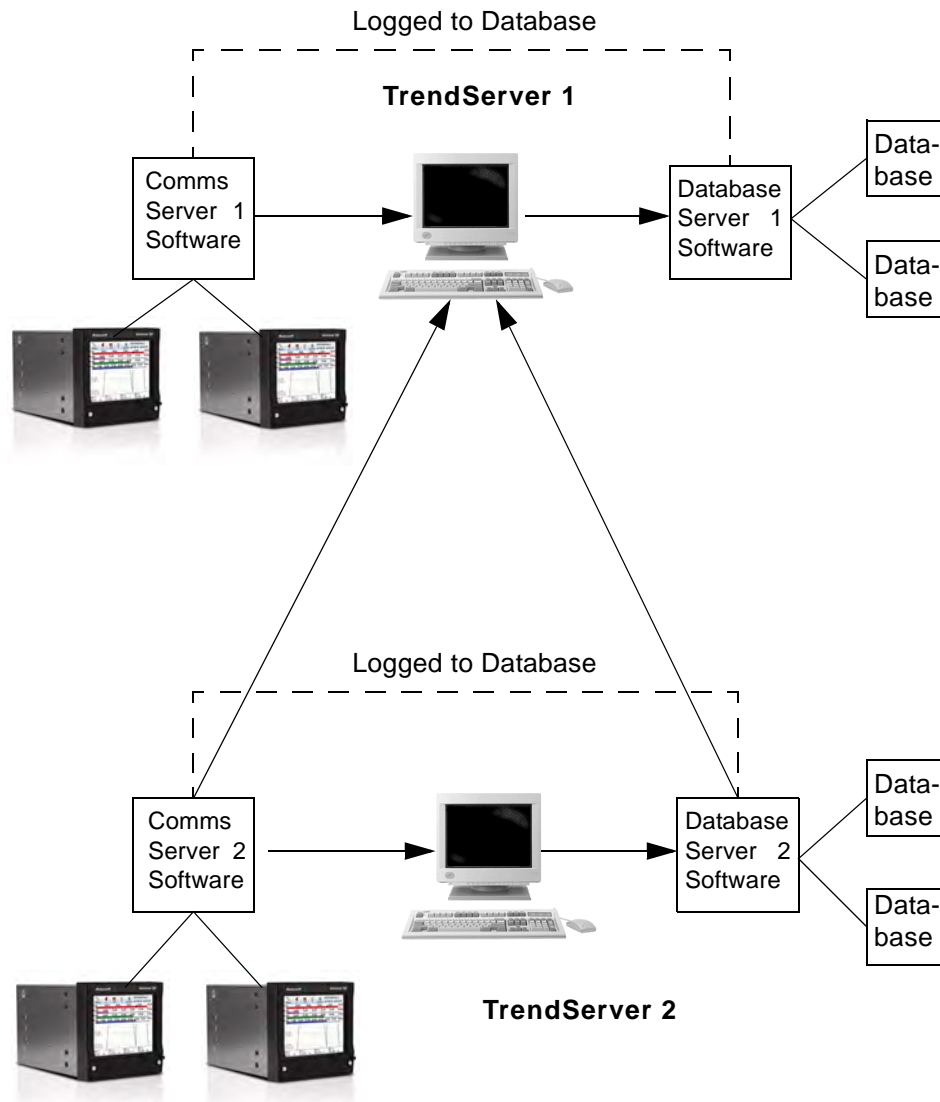 Logged to Database
TrendServer 1
Comms
Server 1
Software
Database
Server 1
Software
Data-
base
Data-
base
Logged to Database
Comms
Server 2
Software
Database
Server 2
Software
Data-
base
Data-
base
TrendServer 2